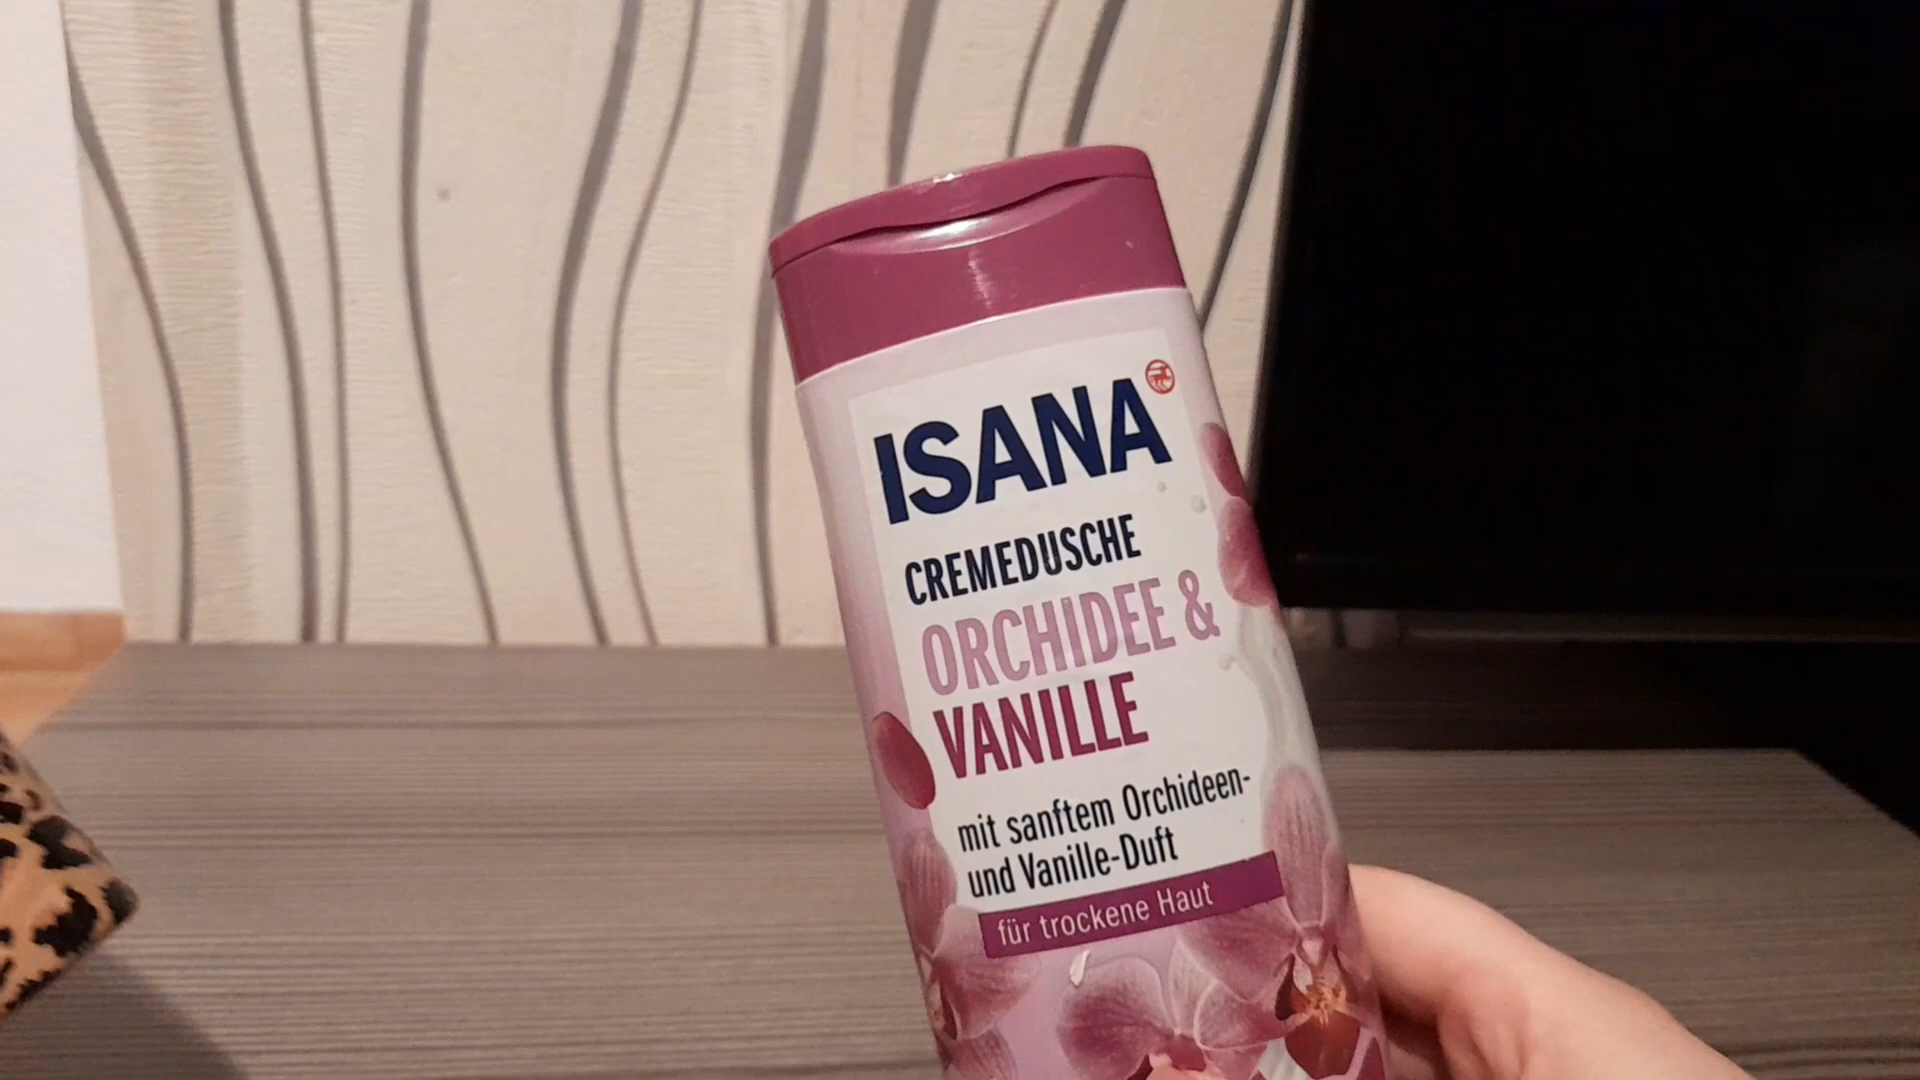 ISANA
CREMEDUSCHE
ORCHIDEE &
VANILLE
mit sanftem Orchideen-
und Vanille-Duft
für trockene Haut